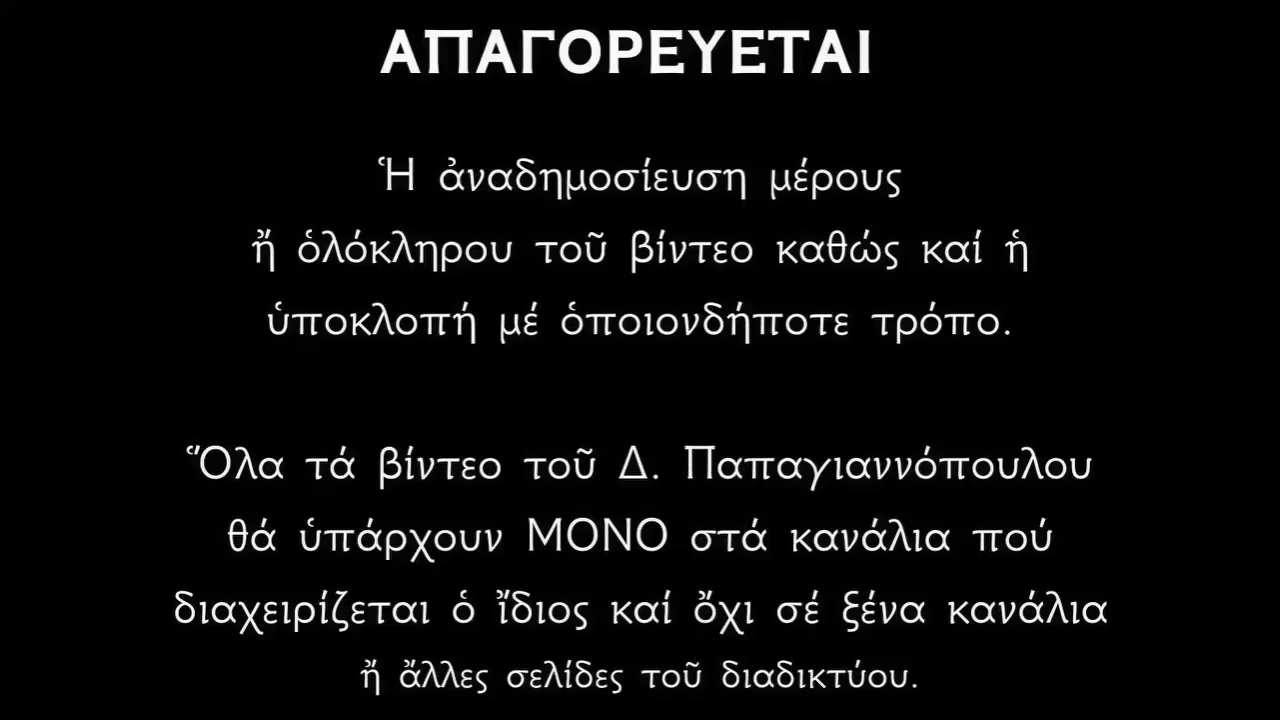 ΑΠΑΓΟΡΕΥΕΤΑΙ
Ἡ ἀναδημοσίευση μέρους
ἤ ὁλόκληρου τοῦ βίντεο καθώς καί ἡ
ὑποκλοπή μέ ὁποιονδήποτε τρόπο.
Ὅλα τά βίντεο τοῦ Δ. Παπαγιαννόπουλου
θά ὑπάρχουν ΜΟΝΟ στά κανάλια πού
διαχειρίζεται ὁ ἴδιος καί ὄχι σέ ξένα κανάλια
ἤ ἄλλες σελίδες τοῦ διαδικτύου.